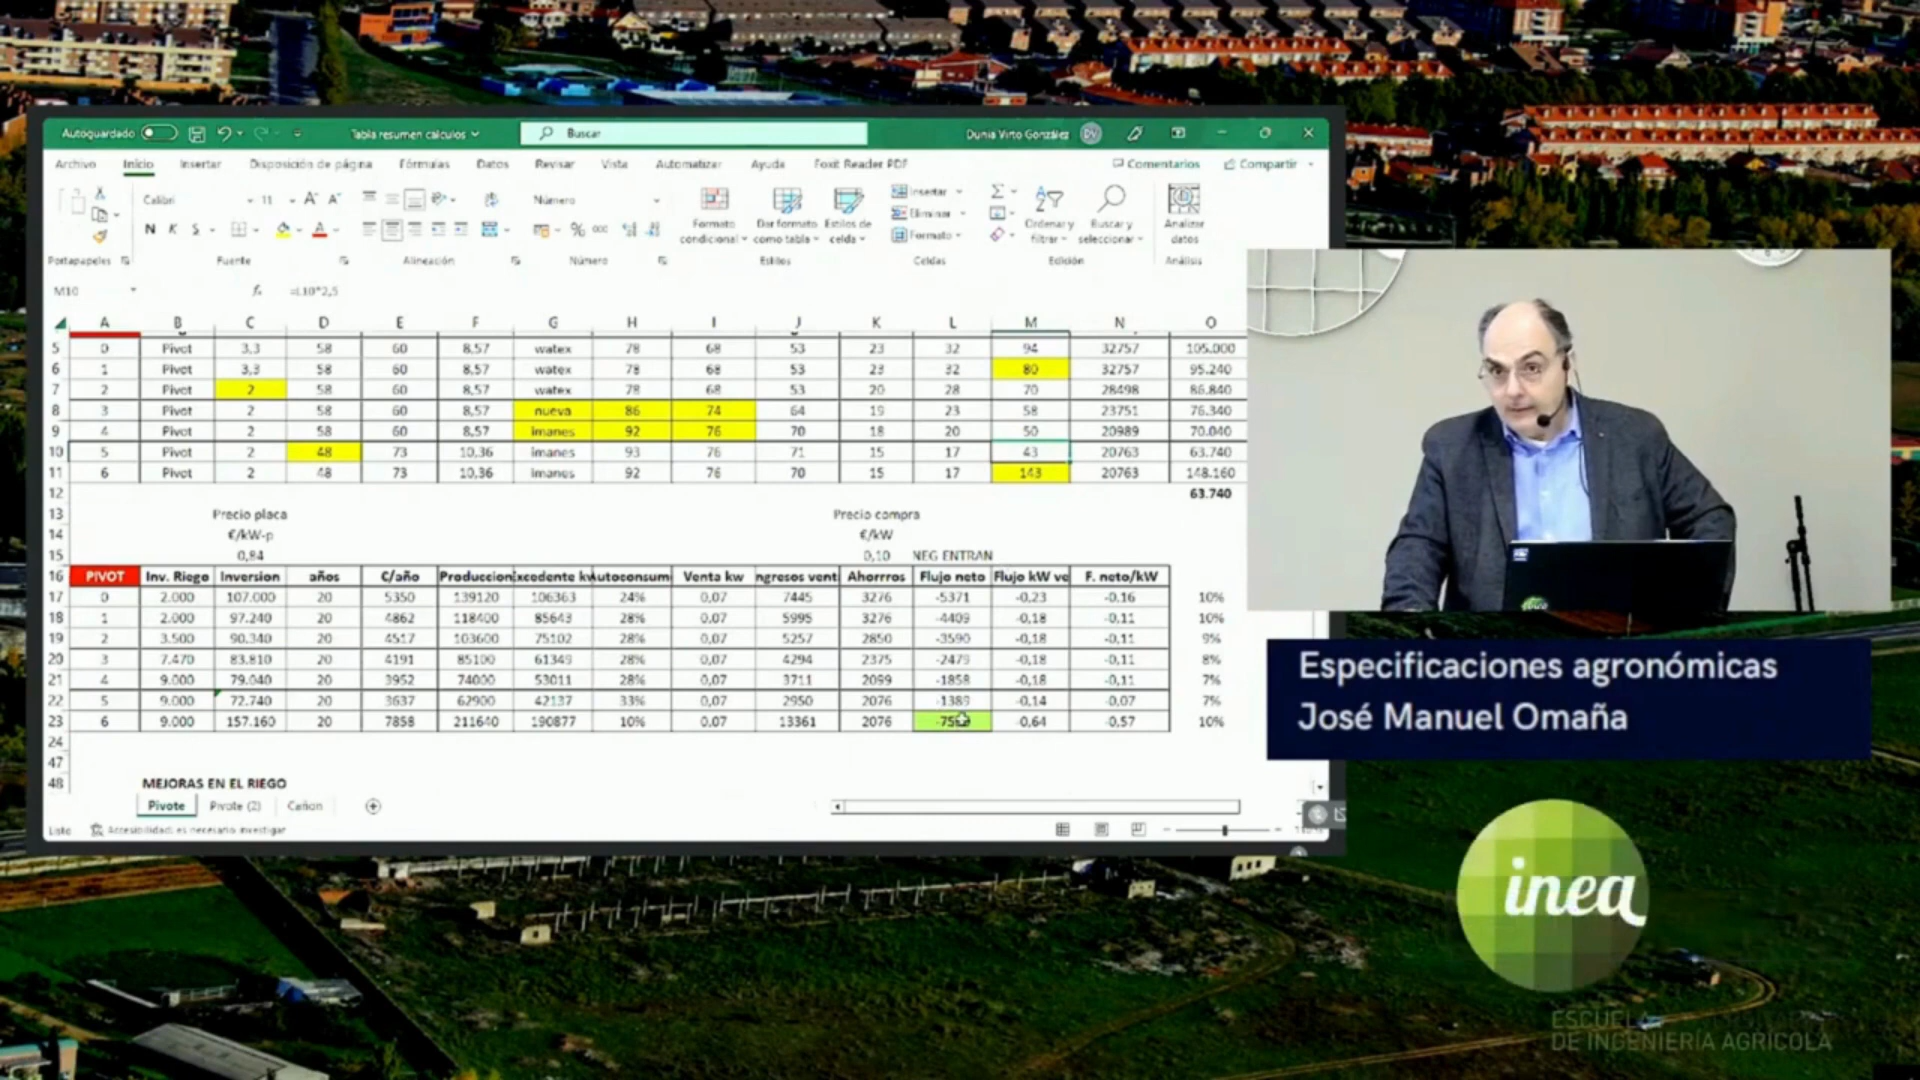 Autoguardado
Tabla resumen calculos
Buscar
Dunia Virto González
DV
Archivo Inicio Insertar Disposición de página Fórmulas Datos Revisar Vista Automatizar Ayuda Foxit Reader PDF
Comentarios Compartir
Calibri 11
N K S
Número
% 000
Formato condicional
Dar formato como tabla
Estilos de celda
Insertar
Eliminar
Formato
Ordenar y filtrar
Buscar y seleccionar
Analizar datos
Portapapeles Fuente Alineación Número Estilos Celdas Edición Análisis
M10 fx =L10*2,5
A B C D E F G H I J K L M N O
5 0 Pivot 3,3 58 60 8,57 watex 78 68 53 23 32 94 32757 105.000
6 1 Pivot 3,3 58 60 8,57 watex 78 68 53 23 32 80 32757 95.240
7 2 Pivot 2 58 60 8,57 watex 78 68 53 20 28 70 28498 86.840
8 3 Pivot 2 58 60 8,57 nueva 86 74 64 19 23 58 23751 76.340
9 4 Pivot 2 58 60 8,57 imanes 92 76 70 18 20 50 20989 70.040
10 5 Pivot 2 48 73 10,36 imanes 93 76 71 15 17 43 20763 63.740
11 6 Pivot 2 48 73 10,36 imanes 92 76 70 15 17 143 20763 148.160
12 63.740
13 Precio placa Precio compra
14 €/kW-p €/kW
15 0,84 0,10 NEG ENTRAN
16 PIVOT Inv. Riego Inversion años C/año Produccion xcedente kw utoconsum Venta kw ngresos vent Ahorrros Flujo neto Flujo kW ve F. neto/kW
17 0 2.000 107.000 20 5350 139120 106363 24% 0,07 7445 3276 -5371 -0,23 -0,16 10%
18 1 2.000 97.240 20 4862 118400 85643 28% 0,07 5995 3276 -4409 -0,18 -0,11 10%
19 2 3.500 90.340 20 4517 103600 75102 28% 0,07 5257 2850 -3590 -0,18 -0,11 9%
20 3 7.470 83.810 20 4191 85100 61349 28% 0,07 4294 2375 -2479 -0,18 -0,11 8%
21 4 9.000 79.040 20 3952 74000 53011 28% 0,07 3711 2099 -1858 -0,18 -0,11 7%
22 5 9.000 72.740 20 3637 62900 42137 33% 0,07 2950 2076 -1389 -0,14 -0,07 7%
23 6 9.000 157.160 20 7858 211640 190877 10% 0,07 13361 2076 -0,64 -0,57 10%
24
47
48 MEJORAS EN EL RIEGO
Pivote Pivote (2) Cañon
Listo Accesibilidad: es necesario investigar
Especificaciones agronómicas
José Manuel Omaña
inea
ESCUELA
DE INGENIERÍA AGRÍCOLA